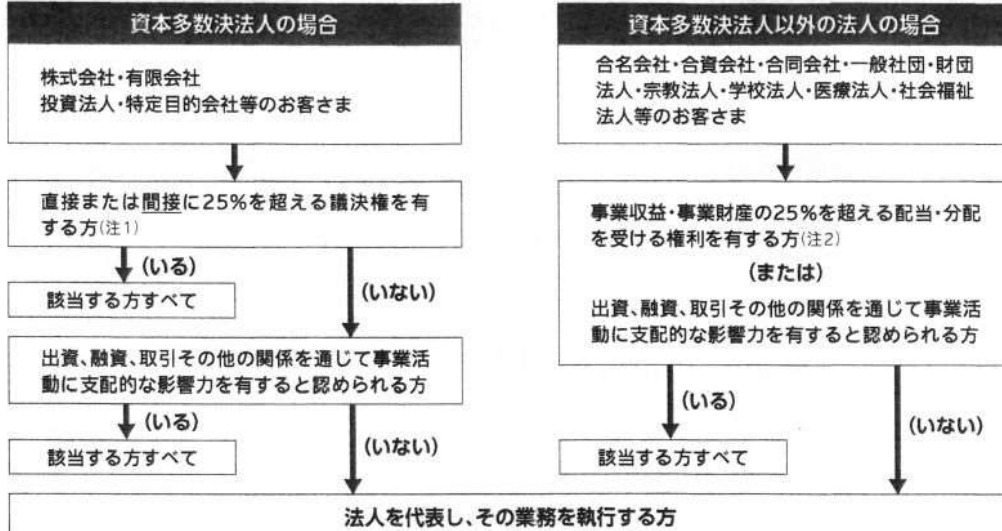 資本多数決法人の場合
株式会社・有限会社
投資法人・特定目的会社等のお客さま
直接または間接に25%を超える議決権を有
する方(注1)
(いる)
(いない)
該当する方すべて
出資、融資、取引その他の関係を通じて事業活
動に支配的な影響力を有すると認められる方
(いる)
(いない)
該当する方すべて
資本多数決法人以外の法人の場合
合名会社・合資会社・合同会社・一般社団・財団
法人・宗教法人・学校法人・医療法人・社会福祉
法人等のお客さま
事業収益・事業財産の25%を超える配当・分配
を受ける権利を有する方(注2)
(または)
出資、融資、取引その他の関係を通じて事業活
動に支配的な影響力を有すると認められる方
(いる)
(いない)
該当する方すべて
法人を代表し、その業務を執行する方